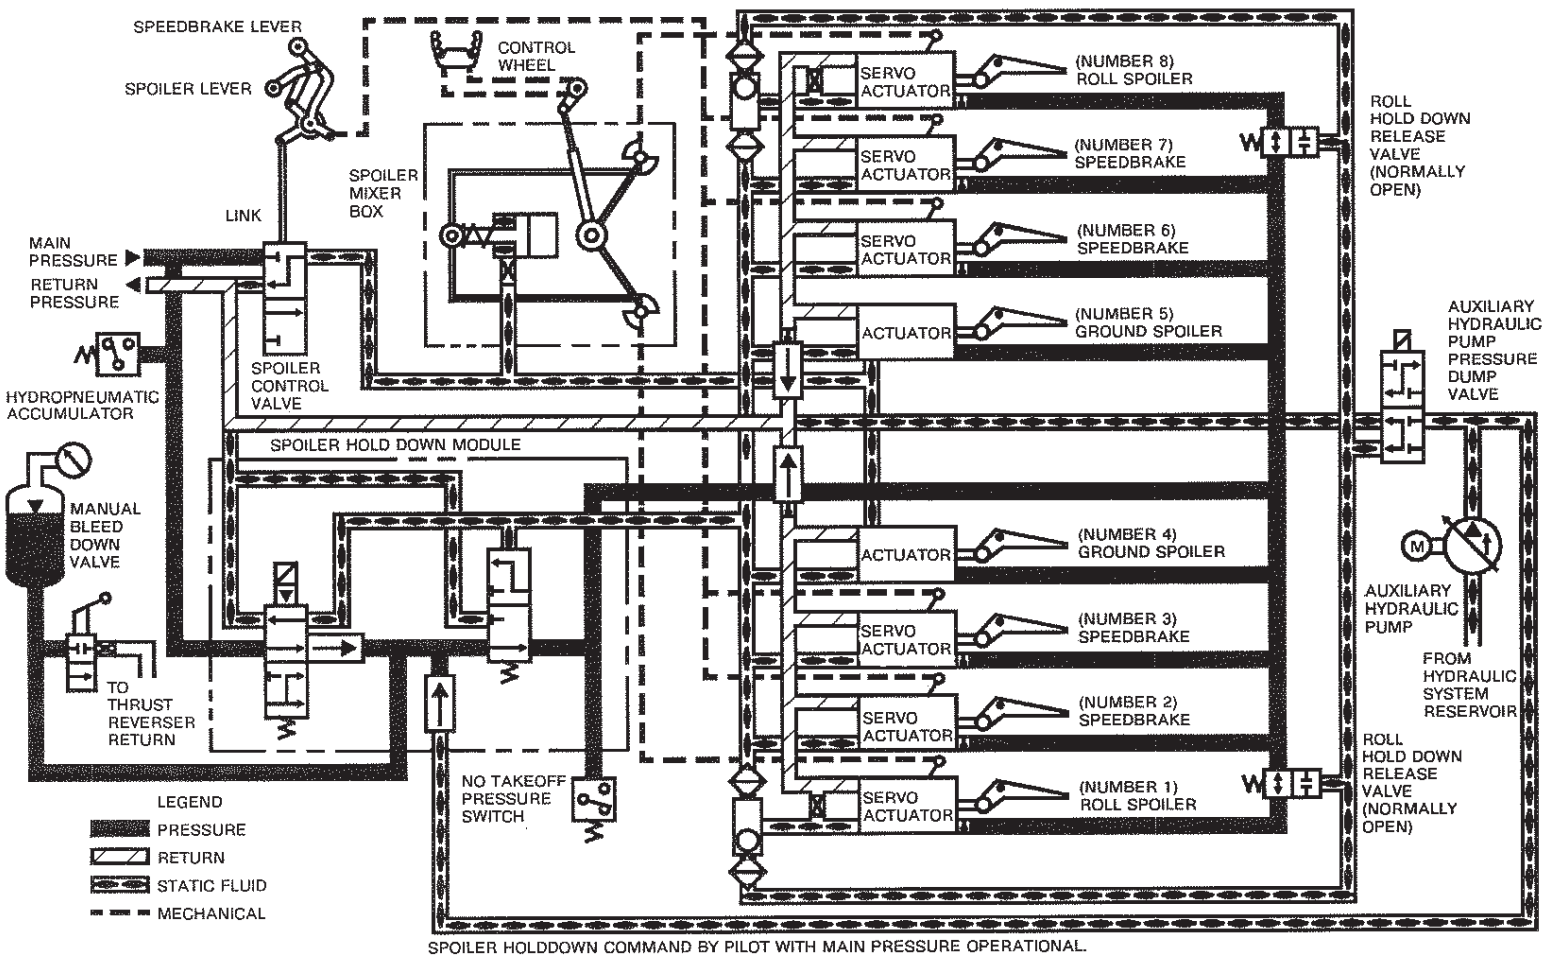 SPEEDBRAKE LEVER
SPOILER LEVER
CONTROL
WHEEL
SPOILER
MIXER
BOX
LINK
MAIN
PRESSURE
RETURN
PRESSURE
HYDROPNEUMATIC
ACCUMULATOR
SPOILER
CONTROL
VALVE
SPOILER HOLD DOWN MODULE
MANUAL
BLEED
DOWN
VALVE
TO
THRUST
REVERSER
RETURN
NO TAKEOFF
PRESSURE
SWITCH
LEGEND
PRESSURE
RETURN
STATIC FLUID
MECHANICAL
SERVO
ACTUATOR
(NUMBER 8)
ROLL SPOILER
SERVO
ACTUATOR
(NUMBER 7)
SPEEDBRAKE
SERVO
ACTUATOR
(NUMBER 6)
SPEEDBRAKE
ACTUATOR
(NUMBER 5)
GROUND SPOILER
ACTUATOR
(NUMBER 4)
GROUND SPOILER
SERVO
ACTUATOR
(NUMBER 3)
SPEEDBRAKE
SERVO
ACTUATOR
(NUMBER 2)
SPEEDBRAKE
SERVO
ACTUATOR
(NUMBER 1)
ROLL SPOILER
ROLL
HOLD DOWN
RELEASE
VALVE
(NORMALLY
OPEN)
AUXILIARY
HYDRAULIC
PUMP
PRESSURE
DUMP
VALVE
M
AUXILIARY
HYDRAULIC
PUMP
FROM
HYDRAULIC
SYSTEM
RESERVOIR
ROLL
HOLD DOWN
RELEASE
VALVE
(NORMALLY
OPEN)
SPOILER HOLDDOWN COMMAND BY PILOT WITH MAIN PRESSURE OPERATIONAL.